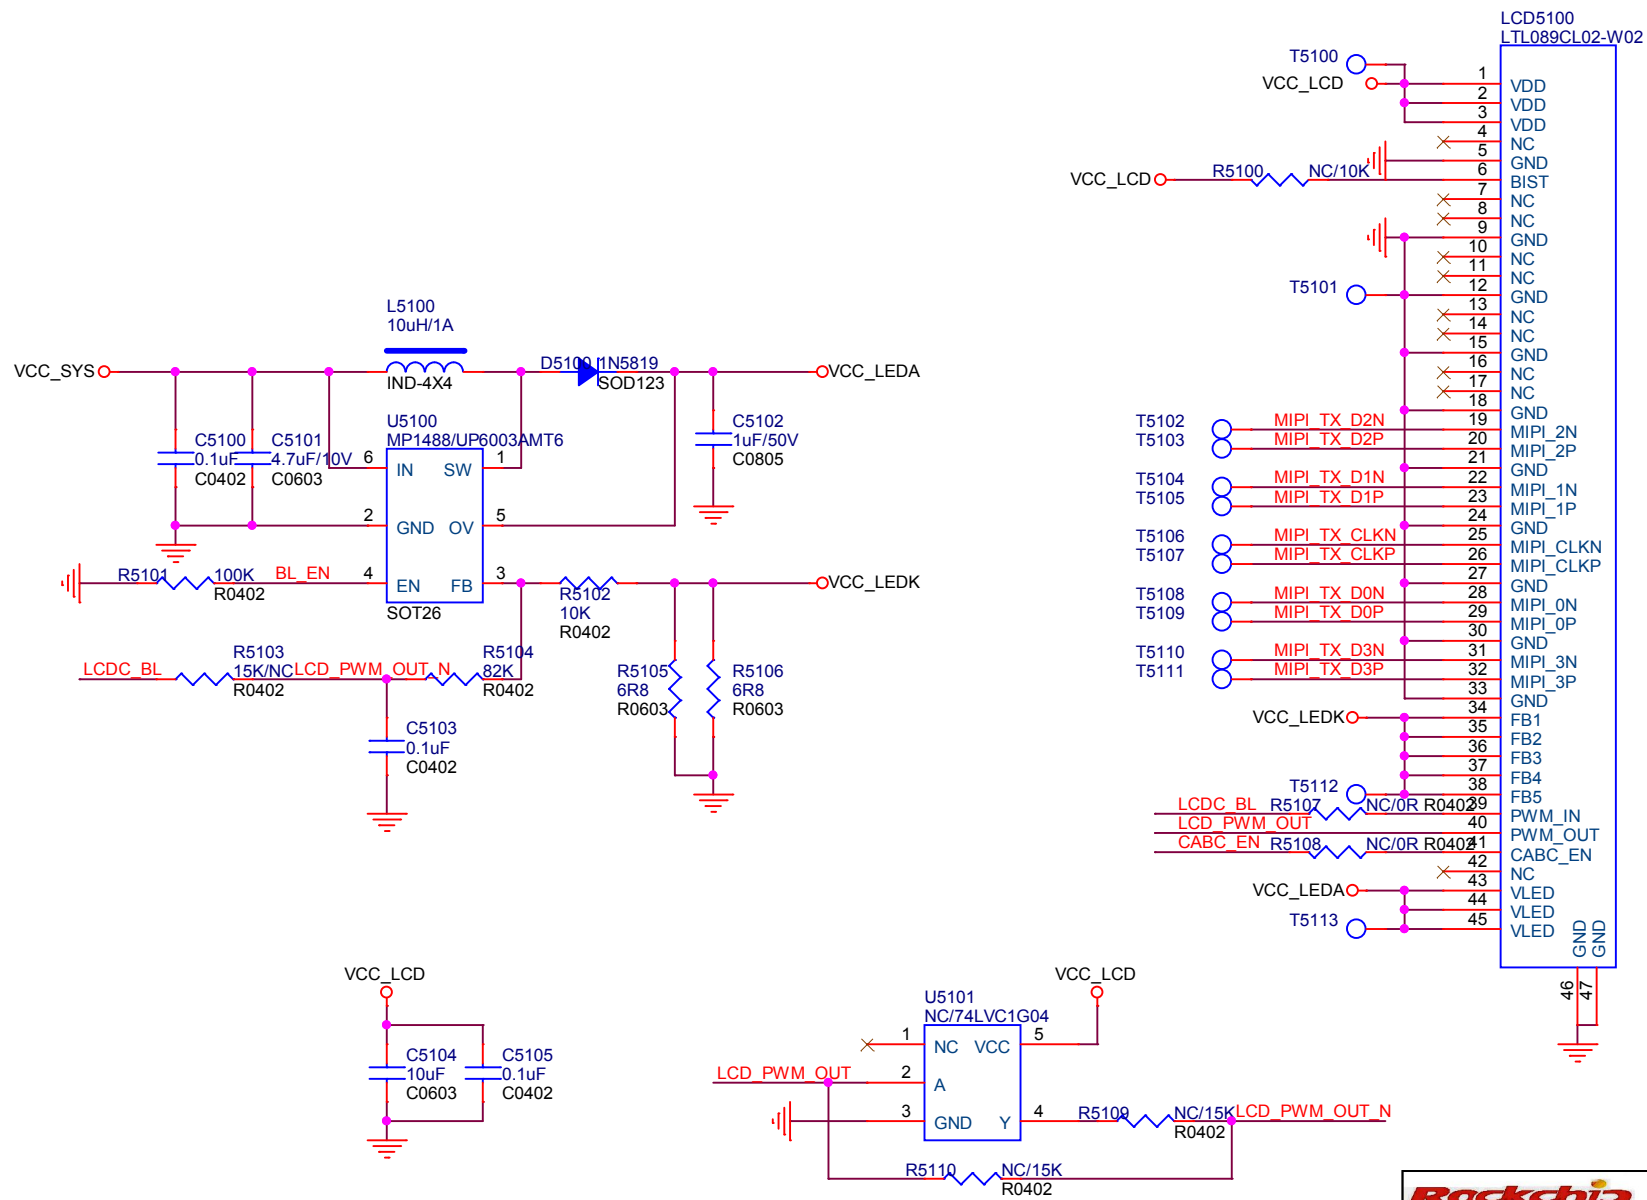 LCD5100
LTL089CL02-W02
T5100
VCC_LCD
1 VDD
2 VDD
3 VDD
4 NC
5 GND
VCC_LCD R5100 NC/10K 6 BIST
7 NC
8 NC
9 GND
10 NC
11 NC
T5101 12 GND
13 NC
14 NC
15 GND
16 NC
17 NC
18 GND
T5102 MIPI_TX_D2N 19 MIPI_2N
T5103 MIPI_TX_D2P 20 MIPI_2P
21 GND
T5104 MIPI_TX_D1N 22 MIPI_1N
T5105 MIPI_TX_D1P 23 MIPI_1P
24 GND
T5106 MIPI_TX_CLKN 25 MIPI_CLKN
T5107 MIPI_TX_CLKP 26 MIPI_CLKP
27 GND
T5108 MIPI_TX_D0N 28 MIPI_0N
T5109 MIPI_TX_D0P 29 MIPI_0P
30 GND
T5110 MIPI_TX_D3N 31 MIPI_3N
T5111 MIPI_TX_D3P 32 MIPI_3P
33 GND
VCC_LEDK 34 FB1
35 FB2
36 FB3
37 FB4
T5112 38 FB5
LCDC_BL R5107 NC/0R R0402 39 PWM_IN
LCD_PWM_OUT 40 PWM_OUT
CABC_EN R5108 NC/0R R0402 41 CABC_EN
42 NC
VCC_LEDA 43 VLED
44 VLED
T5113 45 VLED
GND GND
46 47
L5100
10uH/1A
IND-4X4
VCC_SYS
D5100 1N5819
SOD123
VCC_LEDA
C5100
0.1uF
C0402
C5101
4.7uF/10V
C0603
U5100
MP1488/UP6003AMT6
6 IN SW 1
2 GND OV 5
4 EN FB 3
SOT26
C5102
1uF/50V
C0805
R5101 100K
R0402
BL_EN
R5102
10K
R0402
VCC_LEDK
LCDC_BL
R5103
15K/NC
R0402
LCD_PWM_OUT_N
R5104
82K
R0402
R5105
6R8
R0603
R5106
6R8
R0603
C5103
0.1uF
C0402
VCC_LCD
C5104
10uF
C0603
C5105
0.1uF
C0402
VCC_LCD
U5101
NC/74LVC1G04
1 NC VCC 5
LCD_PWM_OUT 2 A
3 GND Y 4
R5109 NC/15K
R0402
LCD_PWM_OUT_N
R5110 NC/15K
R0402
Rockchip